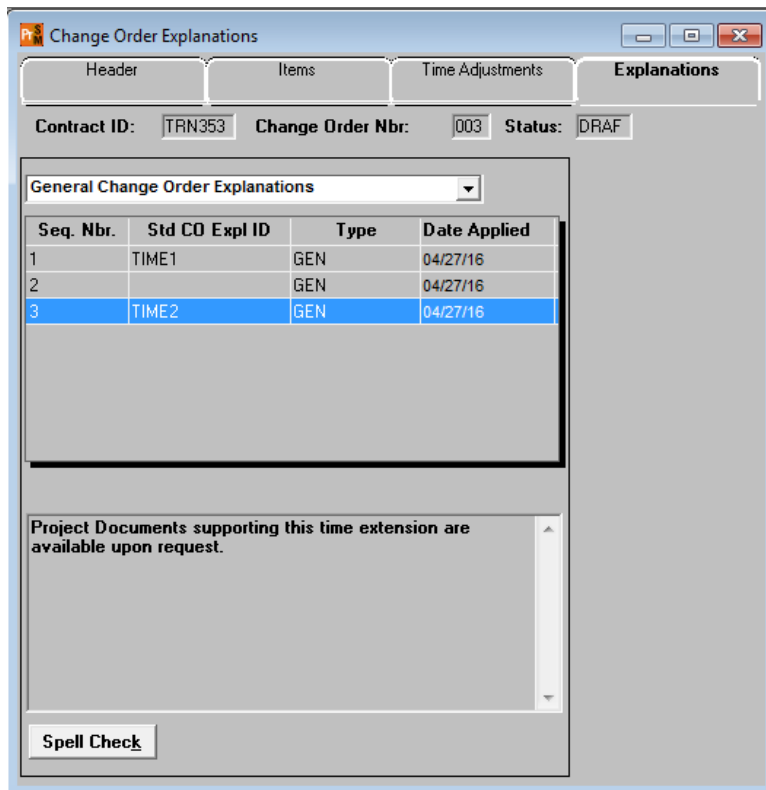 Pr S M Change Order Explanations
Header Items Time Adjustments Explanations
Contract ID: TRN353 Change Order Nbr: 003 Status: DRAF
General Change Order Explanations
Seq. Nbr. Std CO Expl ID Type Date Applied
1 TIME1 GEN 04/27/16
2 GEN 04/27/16
3 TIME2 GEN 04/27/16
Project Documents supporting this time extension are
available upon request.
Spell Check